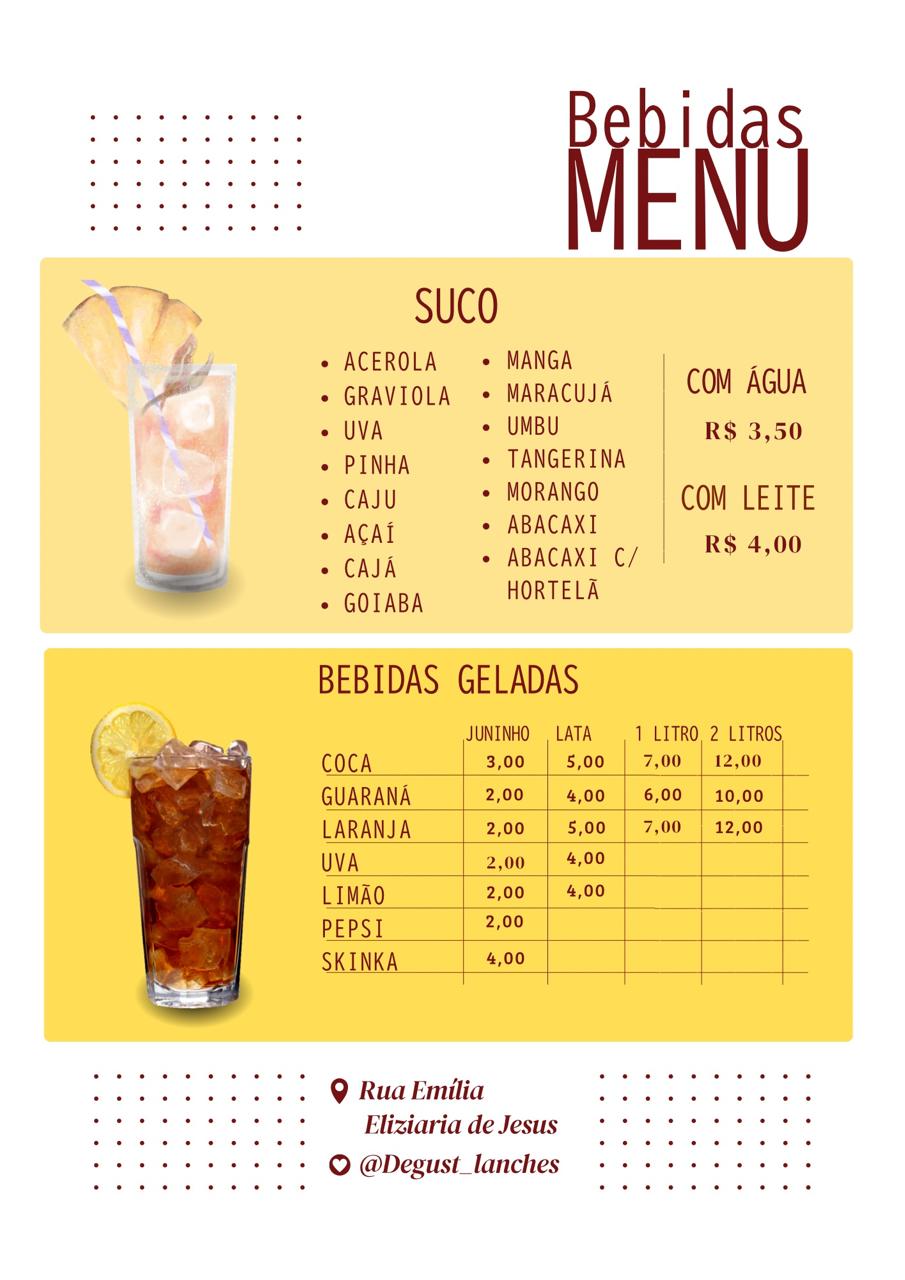 Bebidas
MENU
SUCO
• ACEROLA
• GRAVIOLA
• UVA
• PINHA
• CAJU
• AÇAÍ
• CAJÁ
• GOIABA
• MANGA
• MARACUJÁ
• UMBU
• TANGERINA
• MORANGO
• ABACAXI
• ABACAXI C/
HORTELÃ
COM ÁGUA
R$ 3,50
COM LEITE
R$ 4,00
BEBIDAS GELADAS
JUNINHO LATA 1 LITRO 2 LITROS
COCA 3,00 5,00 7,00 12,00
GUARANÁ 2,00 4,00 6,00 10,00
LARANJA 2,00 5,00 7,00 12,00
UVA 2,00 4,00
LIMÃO 2,00 4,00
PEPSI 2,00
SKINKA 4,00
Rua Emília
Eliziaria de Jesus
@Degust_lanches